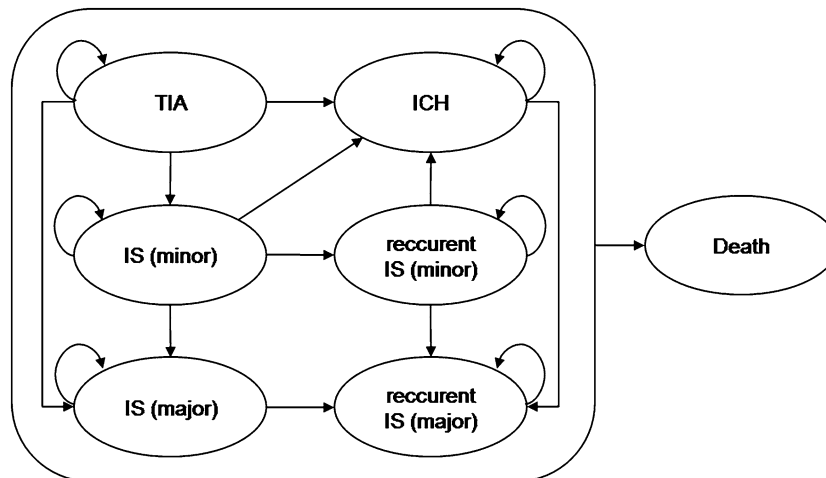 TIA
ICH
IS (minor)
reccurent
IS (minor)
Death
IS (major)
reccurent
IS (major)